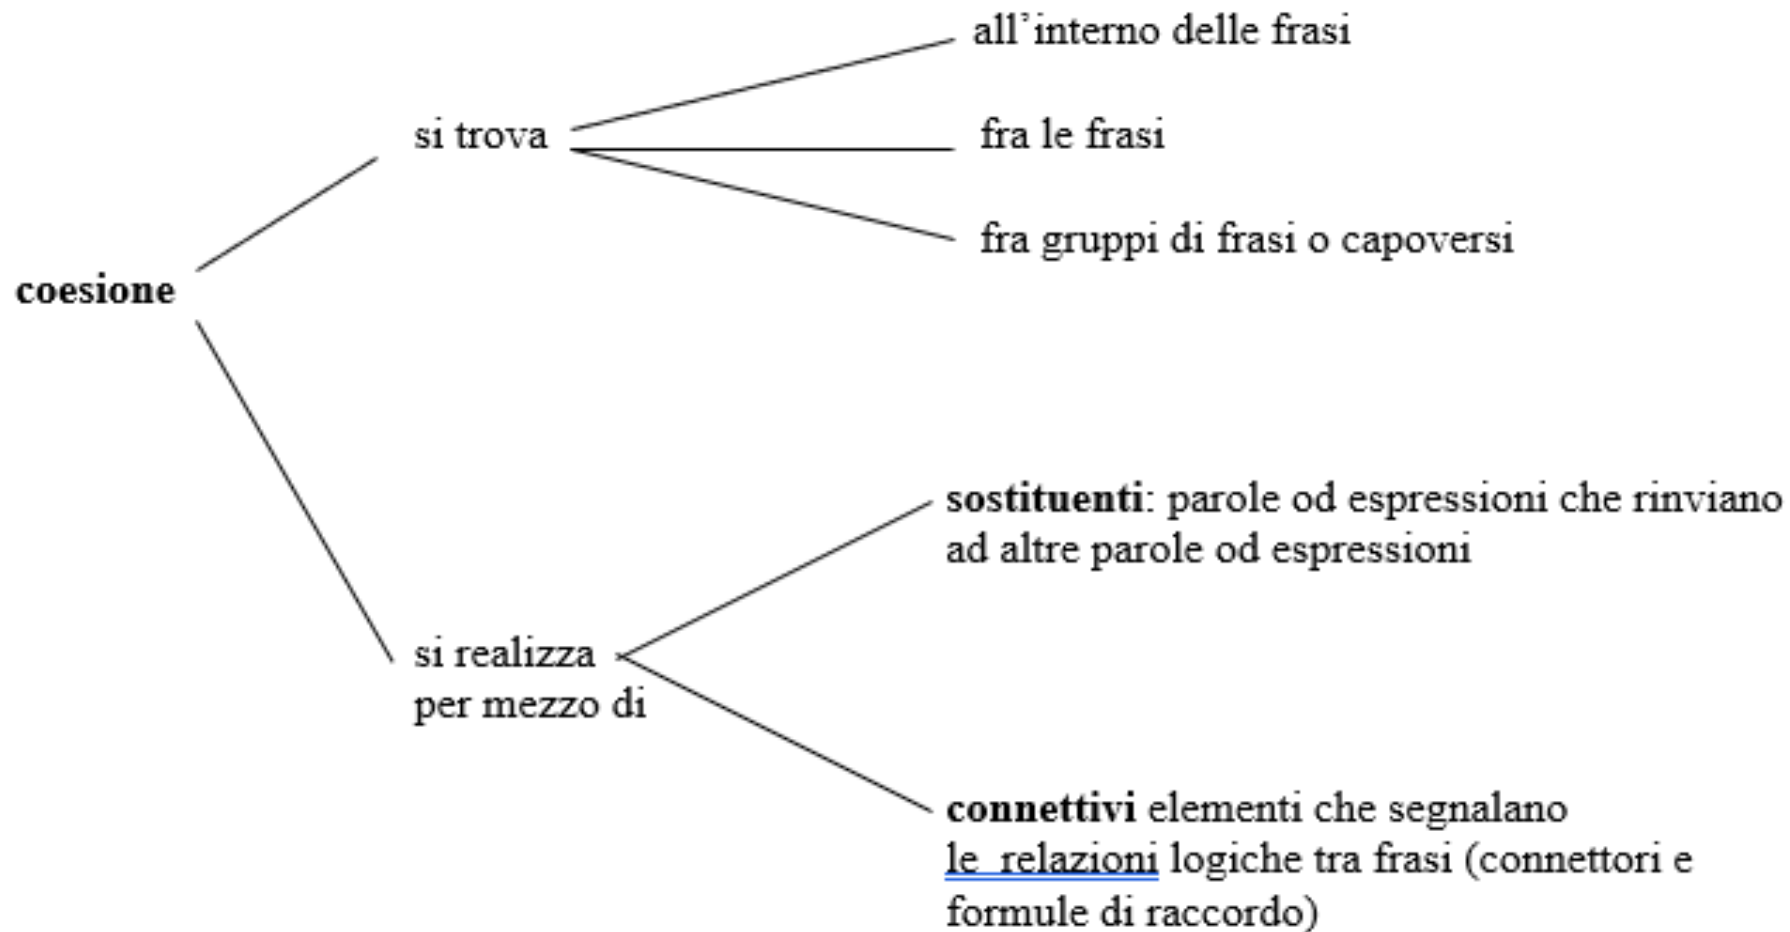 all'interno delle frasi
si trova
fra le frasi
fra gruppi di frasi o capoversi
coesione
sostituenti: parole od espressioni che rinviano
ad altre parole od espressioni
si realizza
per mezzo di
connettivi elementi che segnalano
le relazioni logiche tra frasi (connettori e
formule di raccordo)